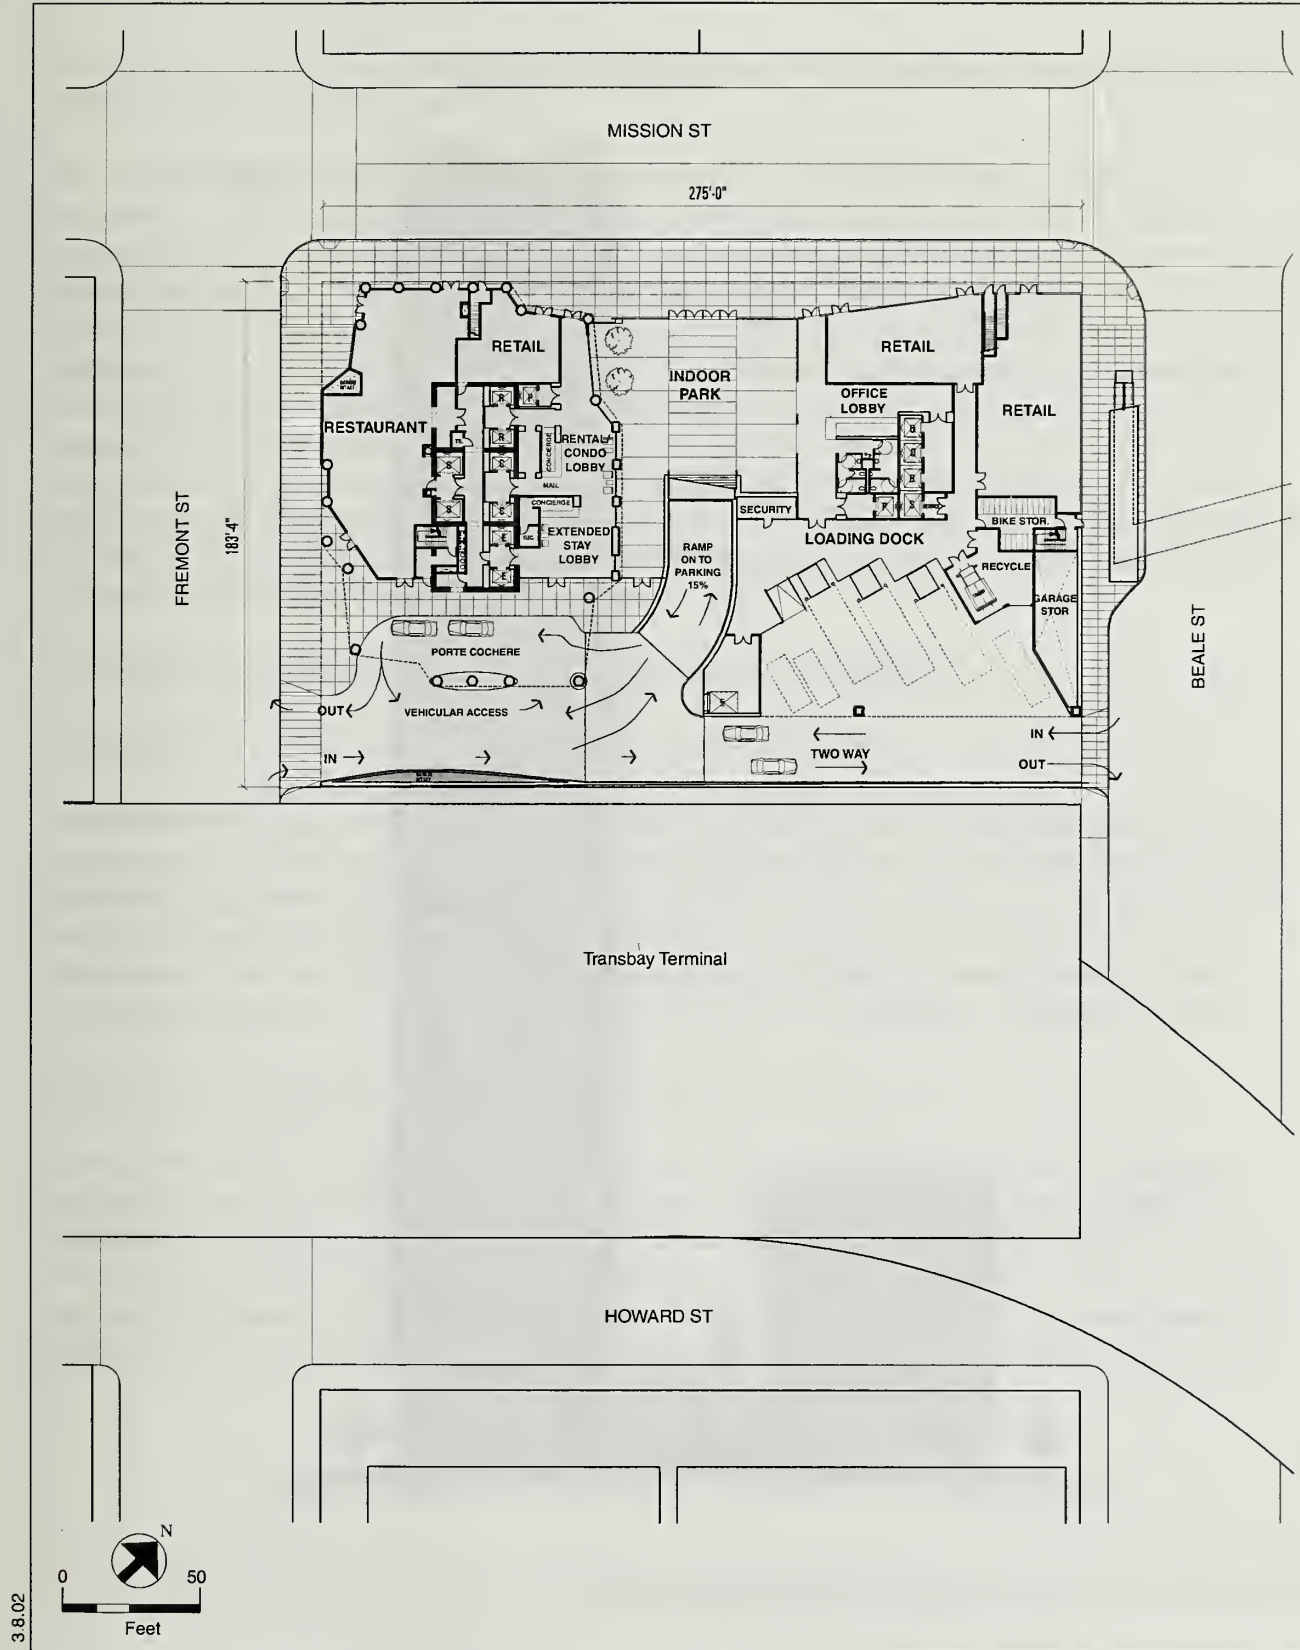 MISSION ST
275'-0"
RETAIL
RETAIL
INDOOR
PARK
OFFICE
LOBBY
RETAIL
RESTAURANT
RENTAL+
CONDO
LOBBY
CONCIERGE
MAIL
CONCIERGE
EXTENDED
STAY
LOBBY
SECURITY
BIKE STOR.
LOADING DOCK
RAMP
ON TO
PARKING
15%
RECYCLE
GARAGE
STOR
FREMONT ST
183'-4"
BEALE ST
PORTE COCHERE
OUT
VEHICULAR ACCESS
IN
TWO WAY
IN
OUT
Transbay Terminal
HOWARD ST
N
0
50
Feet
3.8.02